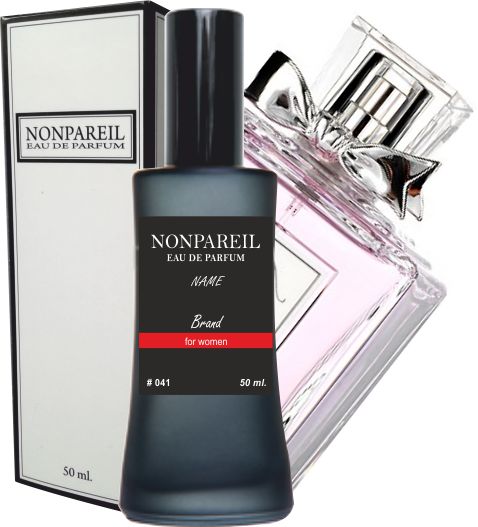 NONPAREIL
EAU DE PARFUM
50 ml.
NONPAREIL
EAU DE PARFUM
NAME
Brand
for women
# 041
50 ml.